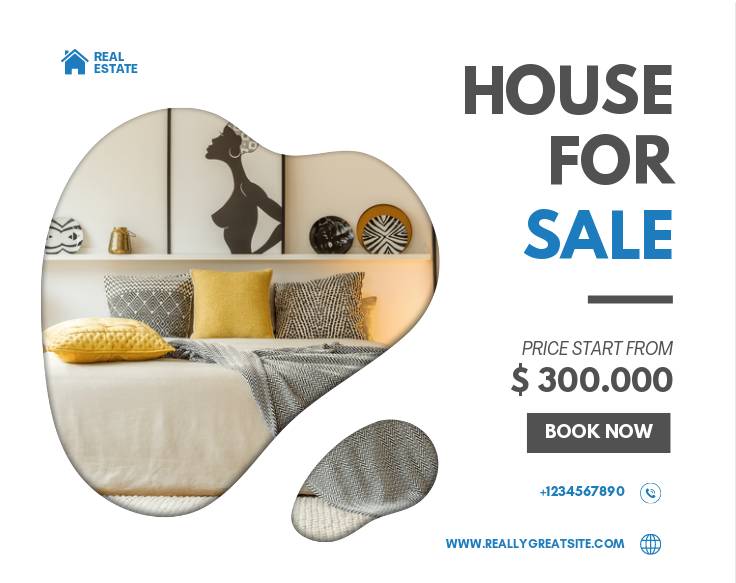 REAL
ESTATE
HOUSE
FOR
SALE
PRICE START FROM
$ 300.000
BOOK NOW
+1234567890
WWW.REALLYGREATSITE.COM